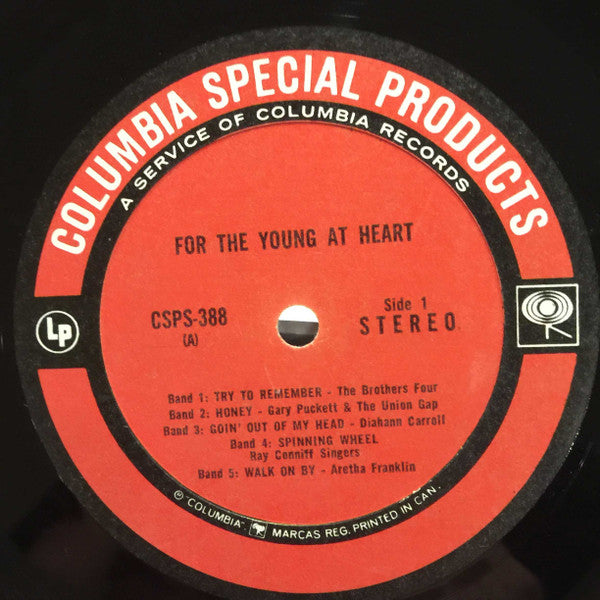 COLUMBIA SPECIAL PRODUCTS
A SERVICE OF COLUMBIA RECORDS
FOR THE YOUNG AT HEART
Lp
CSPS-388
(A)
Side 1
STEREO
Band 1: TRY TO REMEMBER - The Brothers Four
Band 2: HONEY - Gary Puckett & The Union Gap
Band 3: GOIN' OUT OF MY HEAD - Diahann Carroll
Band 4: SPINNING WHEEL
Ray Conniff Singers
Band 5: WALK ON BY - Aretha Franklin
℗ "COLUMBIA" MARCAS REG. PRINTED IN CAN.